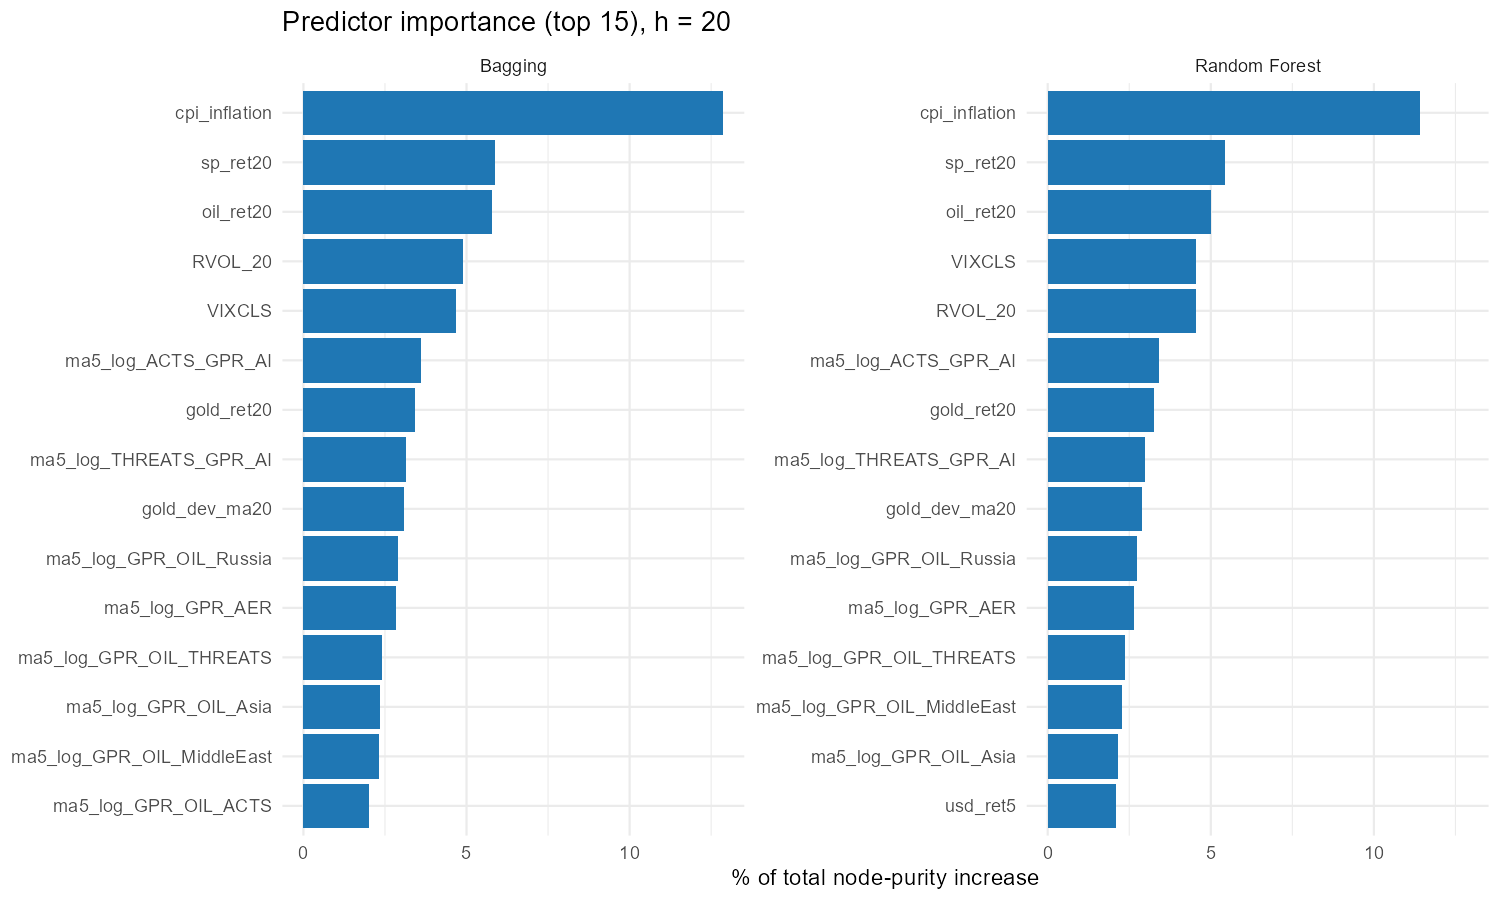 Predictor importance (top 15), h = 20
Bagging
cpi_inflation
sp_ret20
oil_ret20
RVOL_20
VIXCLS
ma5_log_ACTS_GPR_AI
gold_ret20
ma5_log_THREATS_GPR_AI
gold_dev_ma20
ma5_log_GPR_OIL_Russia
ma5_log_GPR_AER
ma5_log_GPR_OIL_THREATS
ma5_log_GPR_OIL_Asia
ma5_log_GPR_OIL_MiddleEast
ma5_log_GPR_OIL_ACTS
0 5 10
Random Forest
cpi_inflation
sp_ret20
oil_ret20
VIXCLS
RVOL_20
ma5_log_ACTS_GPR_AI
gold_ret20
ma5_log_THREATS_GPR_AI
gold_dev_ma20
ma5_log_GPR_OIL_Russia
ma5_log_GPR_AER
ma5_log_GPR_OIL_THREATS
ma5_log_GPR_OIL_MiddleEast
ma5_log_GPR_OIL_Asia
usd_ret5
0 5 10
% of total node-purity increase